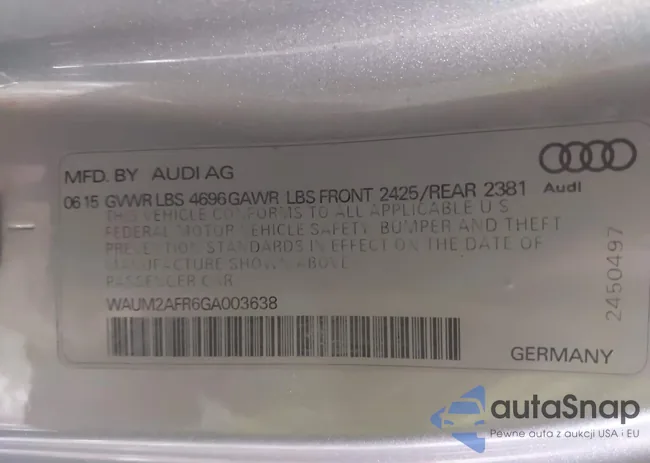 MFD. BY AUDI AG
Audi
06 15 GVWR LBS 4696 GAWR LBS FRONT 2425/REAR 2381
THIS VEHICLE CONFORMS TO ALL APPLICABLE U S
FEDERAL MOTOR VEHICLE SAFETY BUMPER AND THEFT
PREVENTION STANDARDS IN EFFECT ON THE DATE OF
MANUFACTURE SHOWN ABOVE
PASSENGER CAR
WAUM2AFR6GA003638
2450497
GERMANY
autaSnap
Pewne auta z aukcji USA i EU